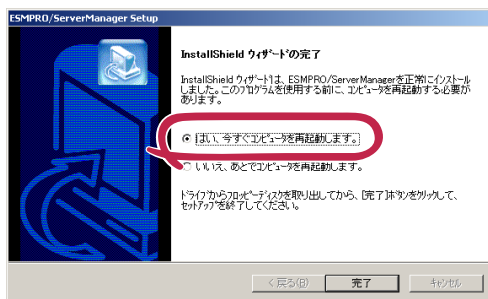 ESMPRO/ServerManager Setup
InstallShield ウィザードの完了
InstallShield ウィザードは、ESMPRO/ServerManagerを正常にインストール
しました。このプログラムを使用する前に、コンピュータを再起動する必要が
あります。
はい、今すぐコンピュータを再起動します。
いいえ、あとでコンピュータを再起動します。
ドライブからフロッピーディスクを取り出してから、[完了]ボタンをクリックして、
セットアップを終了してください。
< 戻る(B)
完了
キャンセル